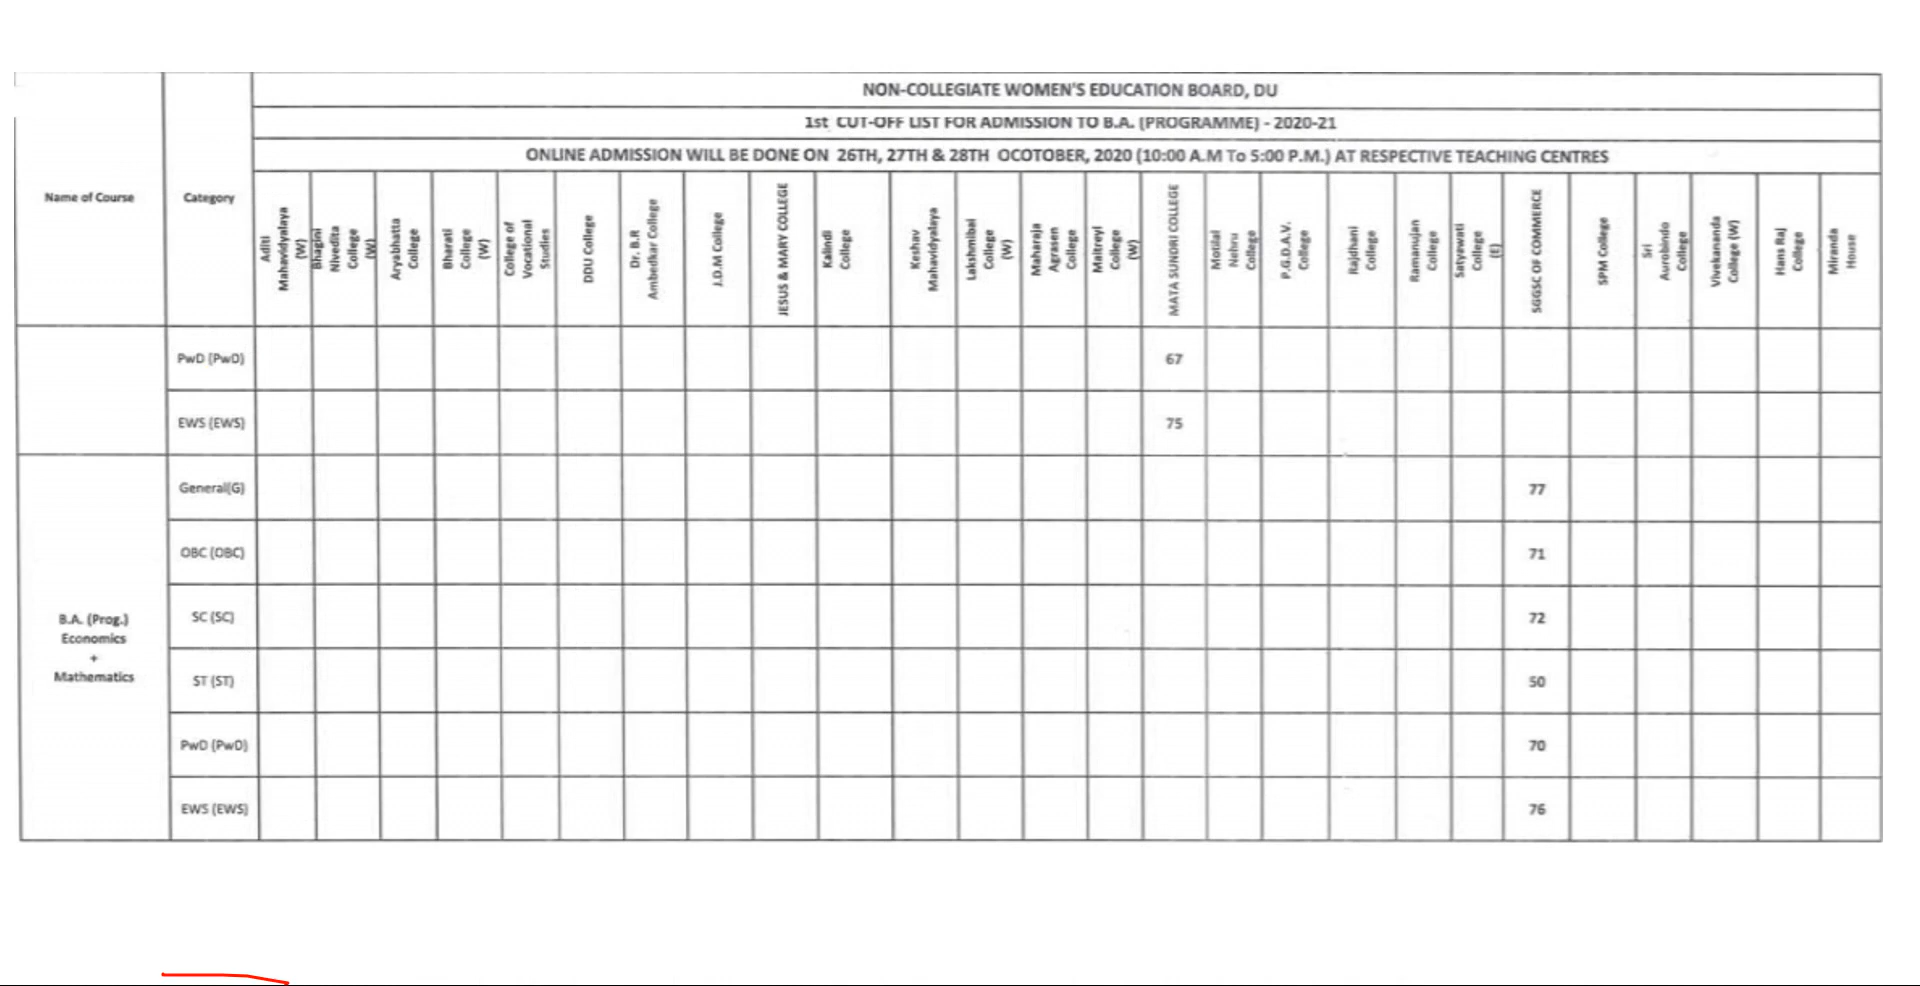 NON-COLLEGIATE WOMEN'S EDUCATION BOARD, DU
1st CUT-OFF LIST FOR ADMISSION TO B.A. (PROGRAMME) - 2020-21
ONLINE ADMISSION WILL BE DONE ON 26TH, 27TH & 28TH OCOTOBER, 2020 (10:00 A.M To 5:00 P.M.) AT RESPECTIVE TEACHING CENTRES
Name of Course
Category
Aditi
Mahavidyalaya
(W)
Bhagini
Nivedita
College
(W)
Aryabhatta
College
Bharati
College
(W)
College of
Vocational
Studies
DDU College
Dr. B.R
Ambedkar College
J.D.M College
JESUS & MARY COLLEGE
Kalindi
College
Keshav
Mahavidyalaya
Lakshmibai
College
(W)
Maharaja
Agrasen
College
Maitreyi
College
(W)
MATA SUNDRI COLLEGE
Motilal
Nehru
College
P.G.D.A.V.
College
Rajdhani
College
Ramanujan
College
Satyawati
College
(E)
SGGSC OF COMMERCE
SPM College
Sri
Aurobindo
College
Vivekananda
College (W)
Hans Raj
College
Miranda
House
PwD (PwD) 67
EWS (EWS) 75
General(G) 77
OBC (OBC) 71
B.A. (Prog.)
Economics
+
Mathematics
SC (SC) 72
ST (ST) 50
PwD (PwD) 70
EWS (EWS) 76